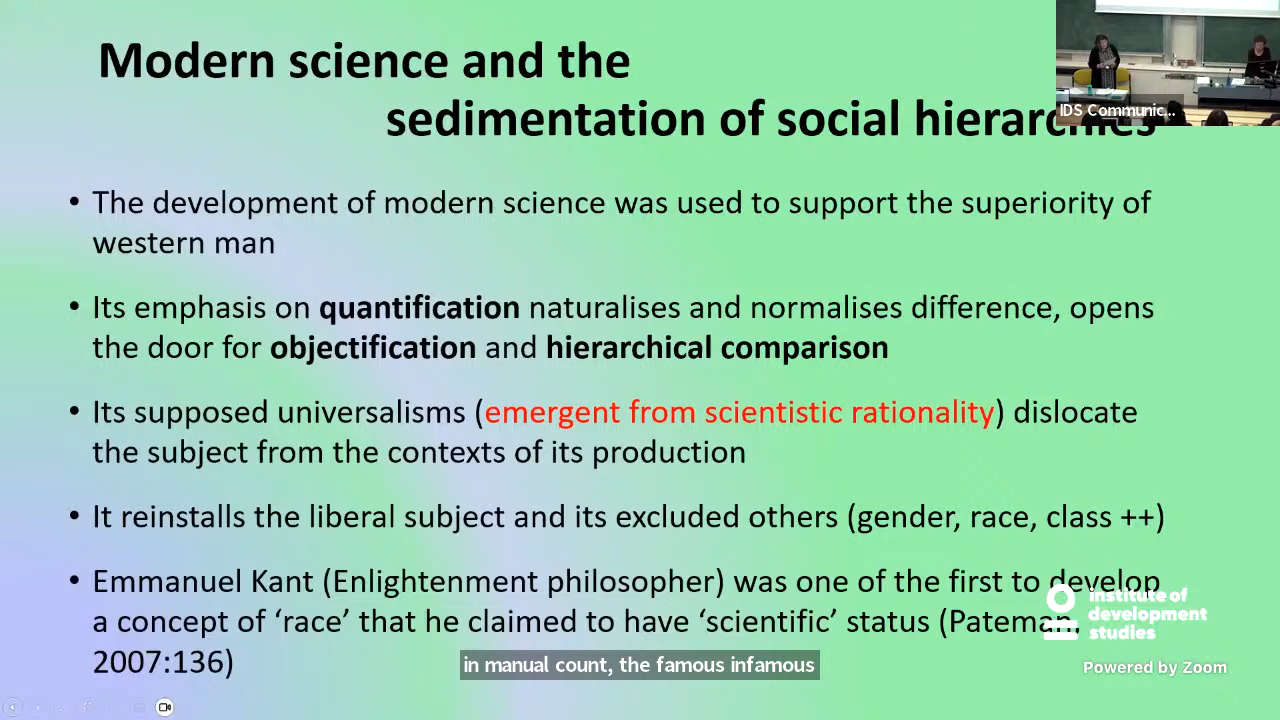 Modern science and the
sedimentation of social hierarchies
IDS Communic...
• The development of modern science was used to support the superiority of
western man
• Its emphasis on quantification naturalises and normalises difference, opens
the door for objectification and hierarchical comparison
• Its supposed universalisms (emergent from scientistic rationality) dislocate
the subject from the contexts of its production
• It reinstalls the liberal subject and its excluded others (gender, race, class ++)
• Emmanuel Kant (Enlightenment philosopher) was one of the first to develop
a concept of ‘race’ that he claimed to have ‘scientific’ status (Pateman,
2007:136)
institute of
development
studies
in manual count, the famous infamous
Powered by Zoom